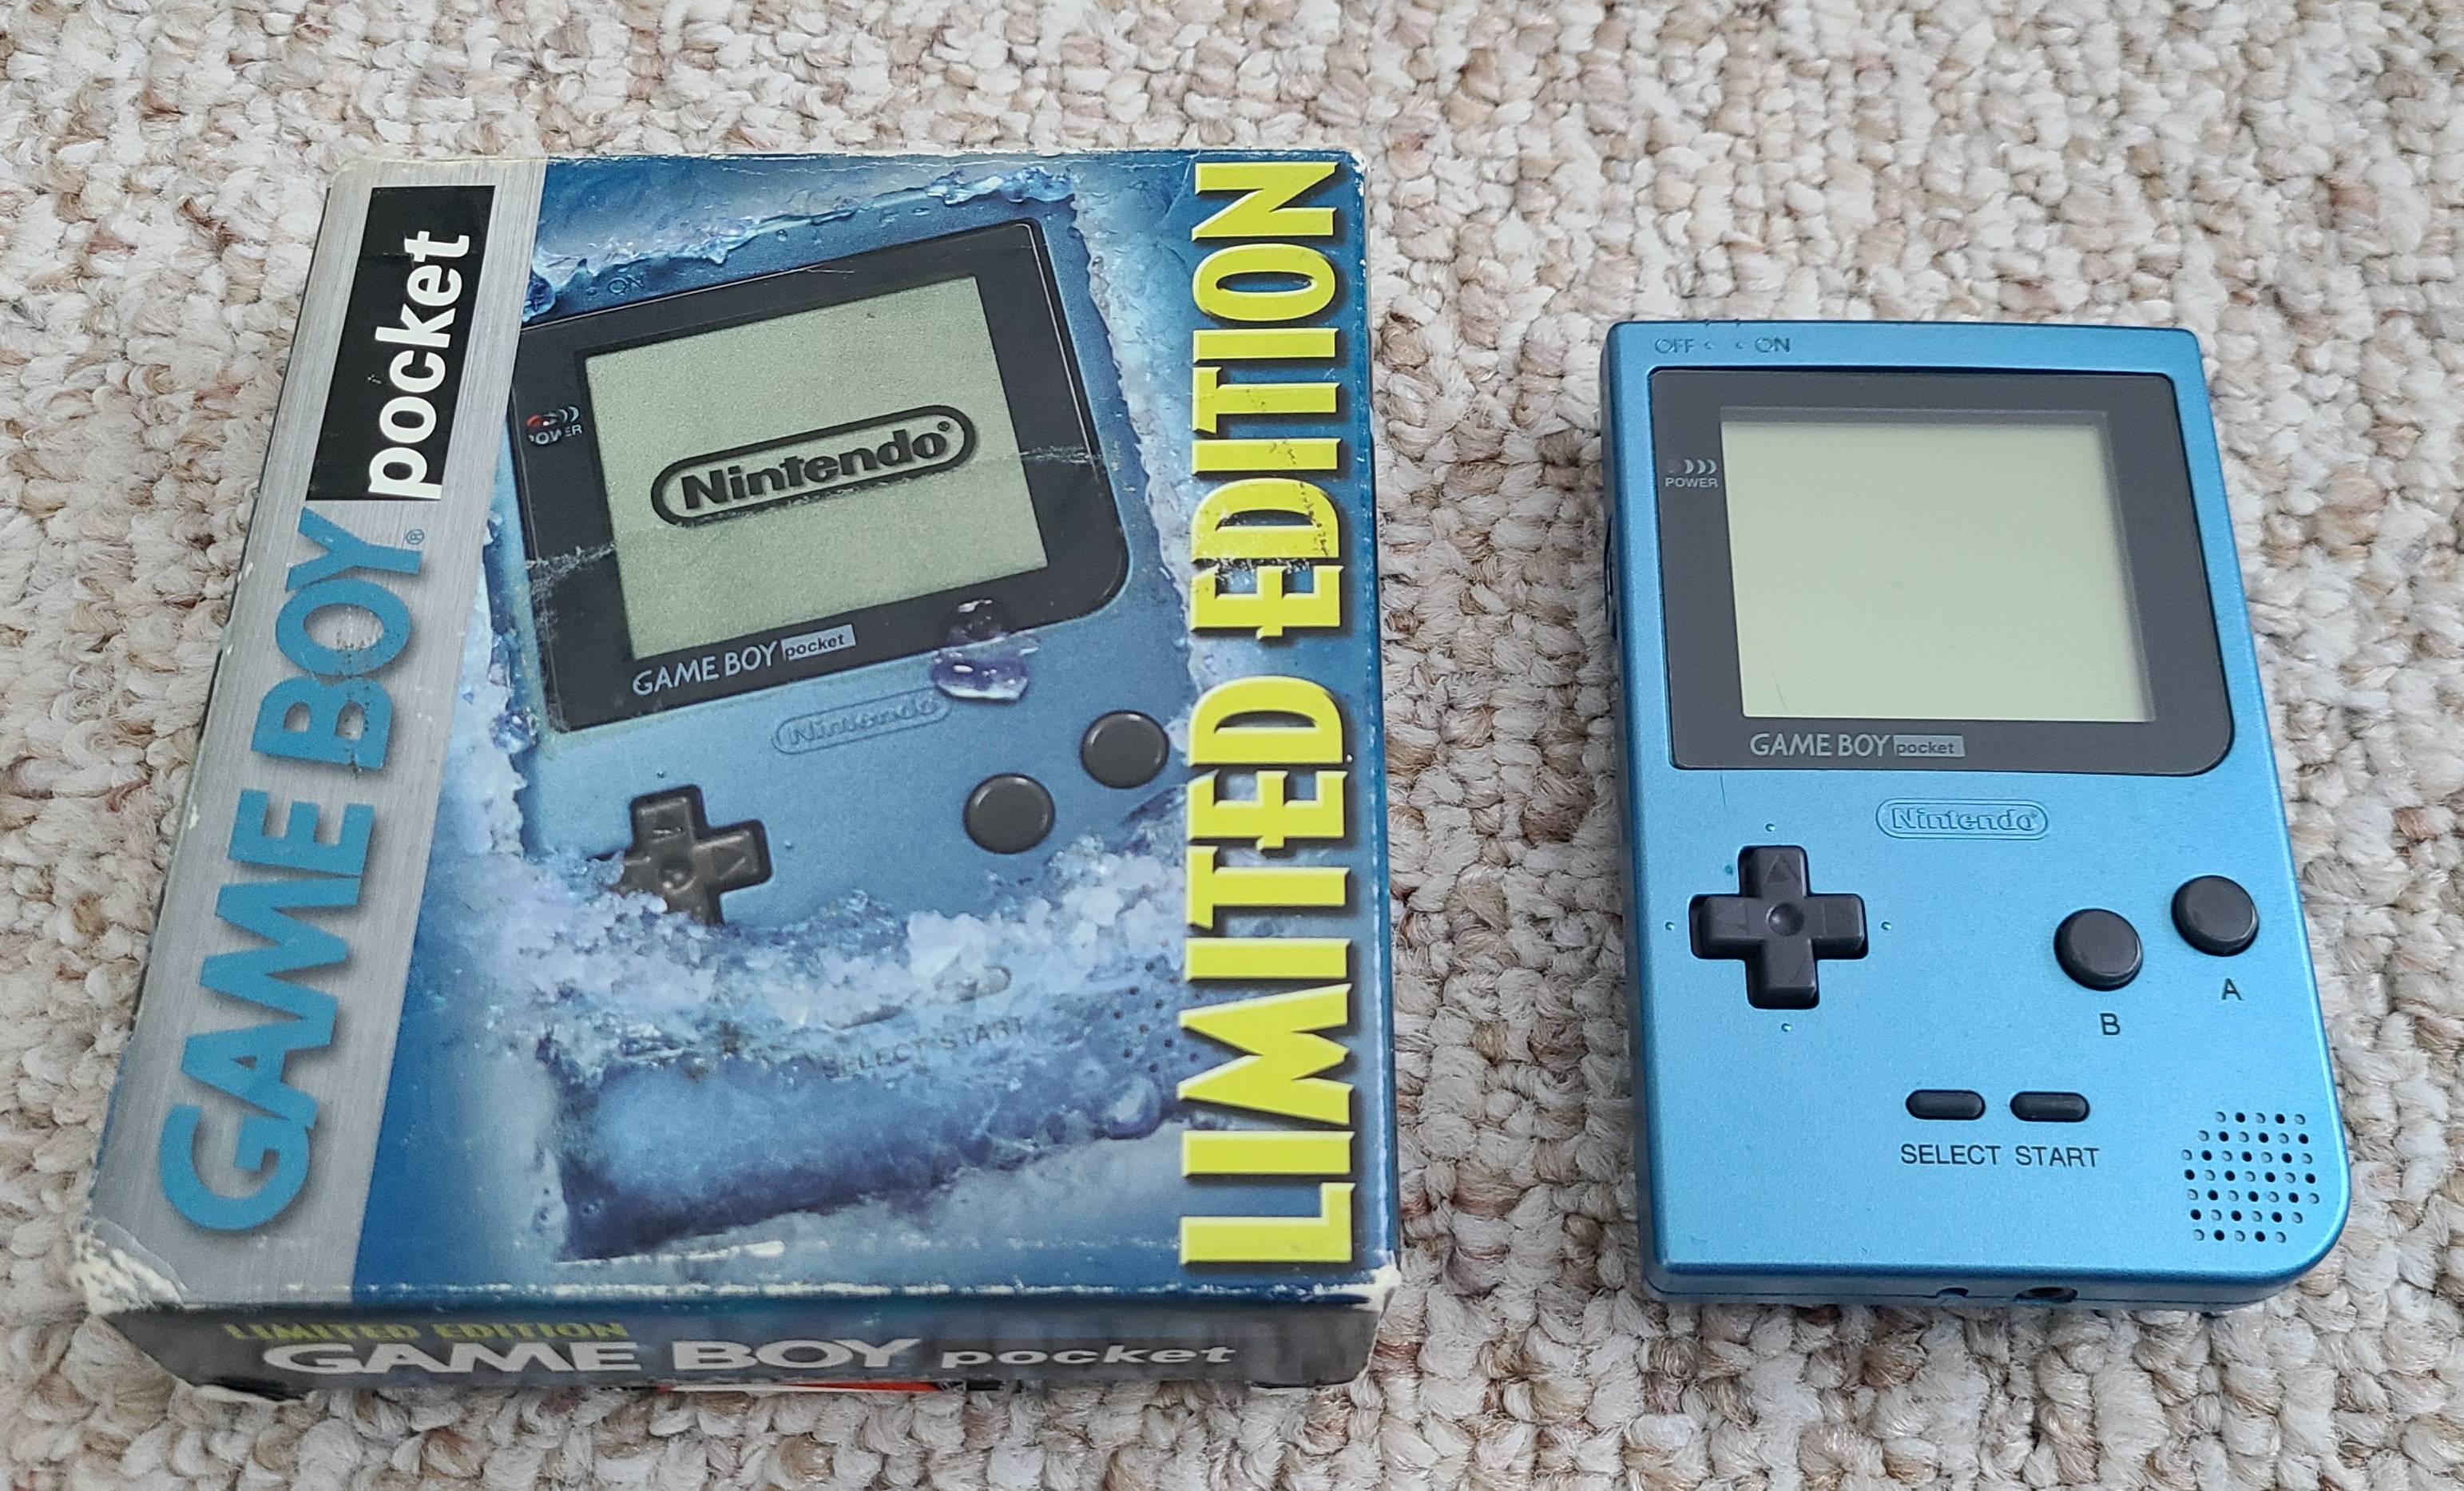 GAME BOY® pocket
ON
POWER
Nintendo®
GAME BOY pocket
Nintendo
SELECT START
LIMITED EDITION
LIMITED EDITION
GAME BOY pocket
OFF ON
POWER
GAME BOY pocket
Nintendo®
A
B
SELECT START